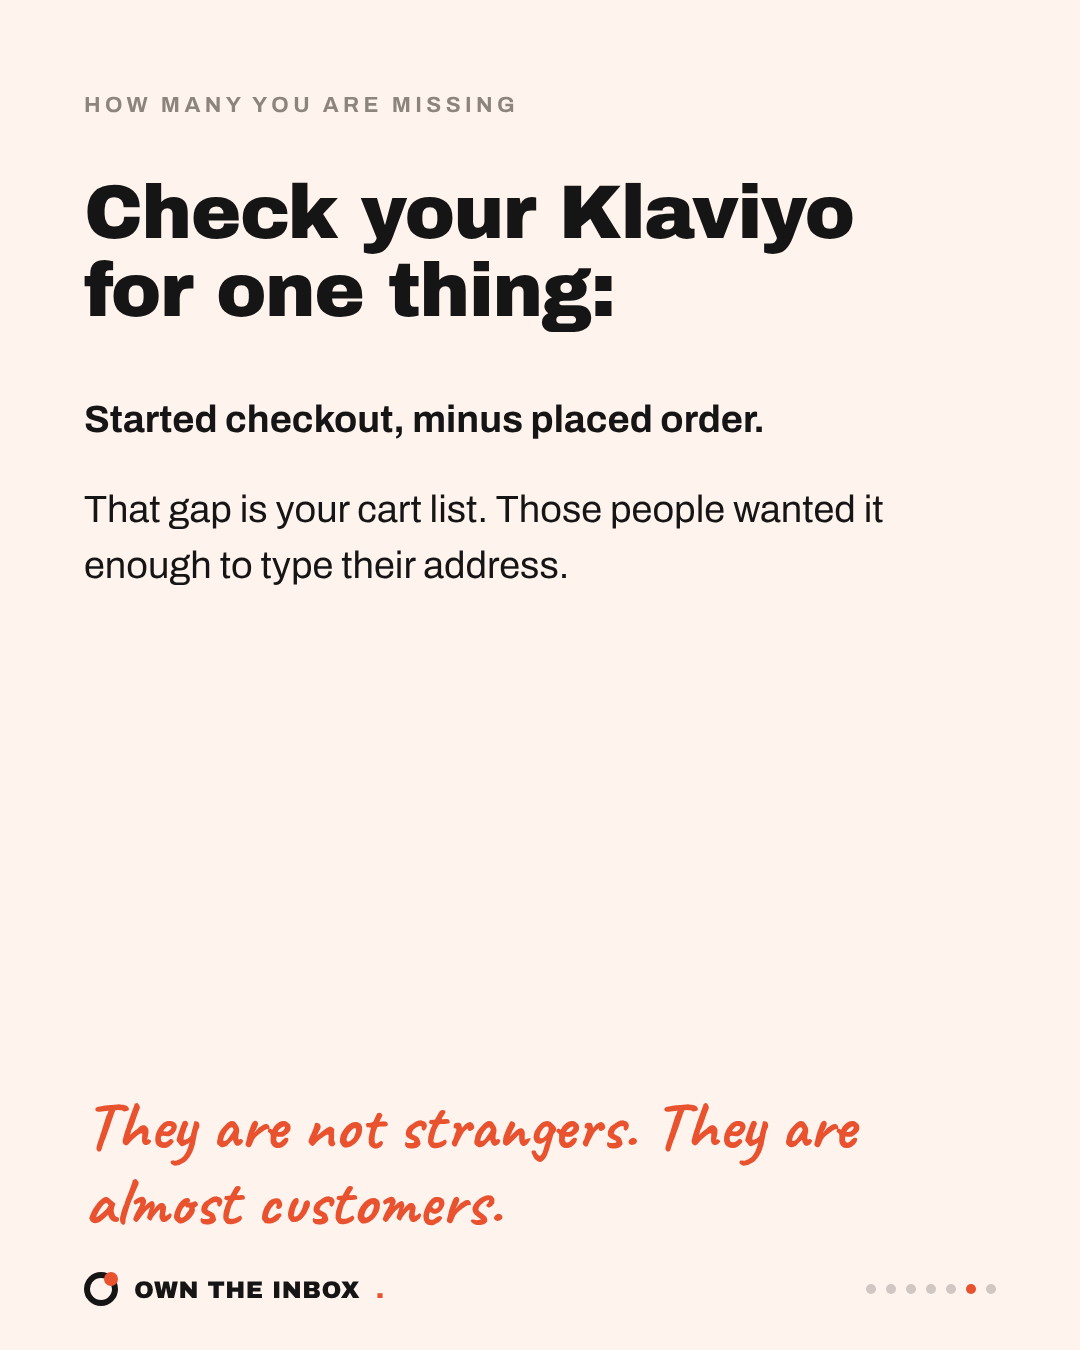 HOW MANY YOU ARE MISSING
Check your Klaviyo
for one thing:
Started checkout, minus placed order.
That gap is your cart list. Those people wanted it
enough to type their address.
They are not strangers. They are
almost customers.
OWN THE INBOX .